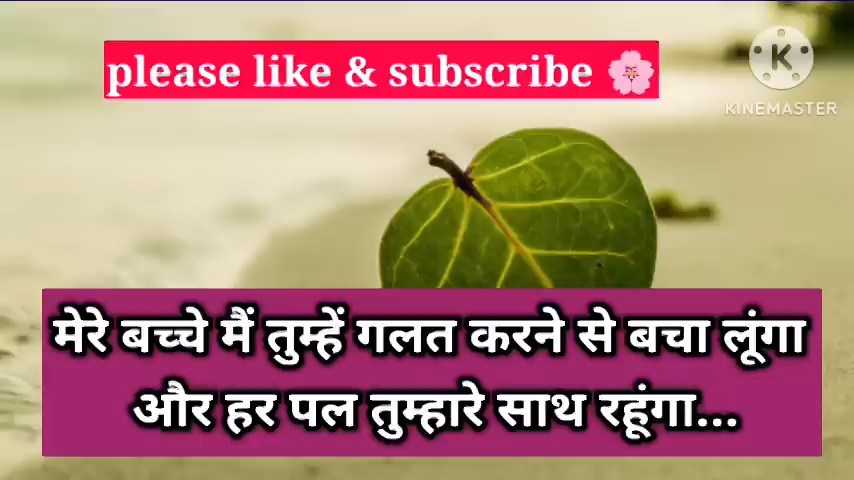 please like & subscribe 🌸
K
KINEMASTER
मेरे बच्चे मैं तुम्हें गलत करने से बचा लूंगा
और हर पल तुम्हारे साथ रहूंगा...